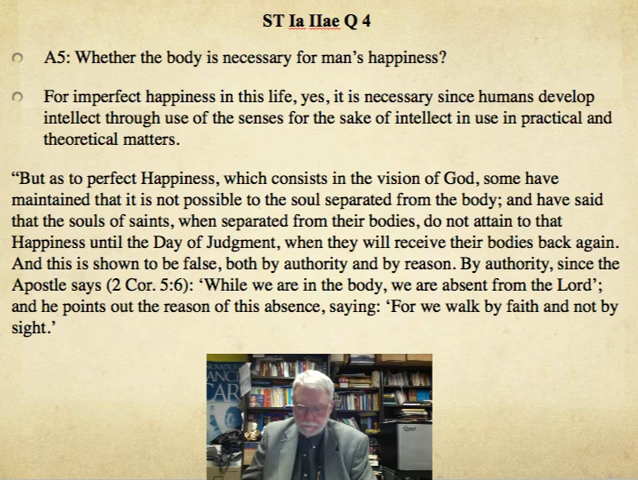 ST Ia IIae Q 4
A5: Whether the body is necessary for man's happiness?
For imperfect happiness in this life, yes, it is necessary since humans develop
intellect through use of the senses for the sake of intellect in use in practical and
theoretical matters.
“But as to perfect Happiness, which consists in the vision of God, some have
maintained that it is not possible to the soul separated from the body; and have said
that the souls of saints, when separated from their bodies, do not attain to that
Happiness until the Day of Judgment, when they will receive their bodies back again.
And this is shown to be false, both by authority and by reason. By authority, since the
Apostle says (2 Cor. 5:6): ‘While we are in the body, we are absent from the Lord’;
and he points out the reason of this absence, saying: ‘For we walk by faith and not by
sight.’